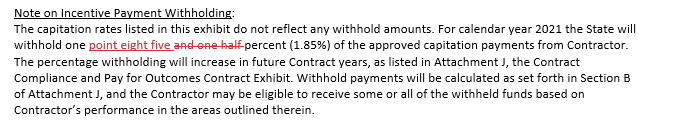 Note on Incentive Payment Withholding:
The capitation rates listed in this exhibit do not reflect any withhold amounts. For calendar year 2021 the State will
withhold one point eight five and one half percent (1.85%) of the approved capitation payments from Contractor.
The percentage withholding will increase in future Contract years, as listed in Attachment J, the Contract
Compliance and Pay for Outcomes Contract Exhibit. Withhold payments will be calculated as set forth in Section B
of Attachment J, and the Contractor may be eligible to receive some or all of the withheld funds based on
Contractor’s performance in the areas outlined therein.